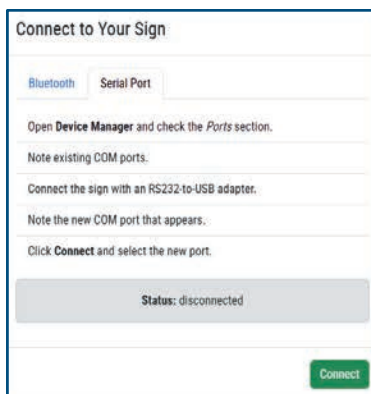 Connect to Your Sign
Bluetooth Serial Port
Open Device Manager and check the Ports section.
Note existing COM ports.
Connect the sign with an RS232-to-USB adapter.
Note the new COM port that appears.
Click Connect and select the new port.
Status: disconnected
Connect